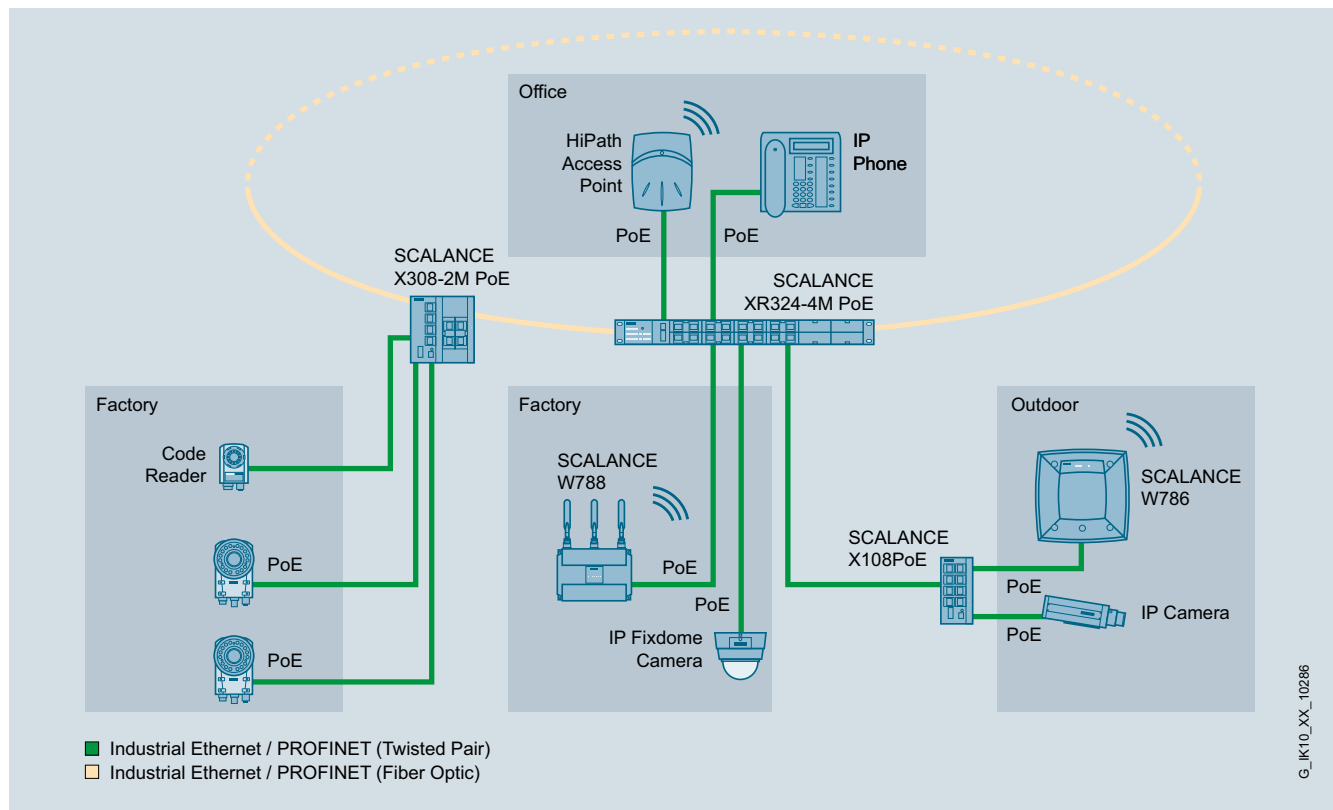 Office
HiPath
Access
Point
IP
Phone
PoE
PoE
SCALANCE
X308-2M PoE
SCALANCE
XR324-4M PoE
Factory
Code
Reader
PoE
PoE
Factory
SCALANCE
W788
PoE
PoE
IP Fixdome
Camera
Outdoor
SCALANCE
W786
SCALANCE
X108PoE
PoE
IP Camera
PoE
Industrial Ethernet / PROFINET (Twisted Pair)
Industrial Ethernet / PROFINET (Fiber Optic)
G_IK10_XX_10286